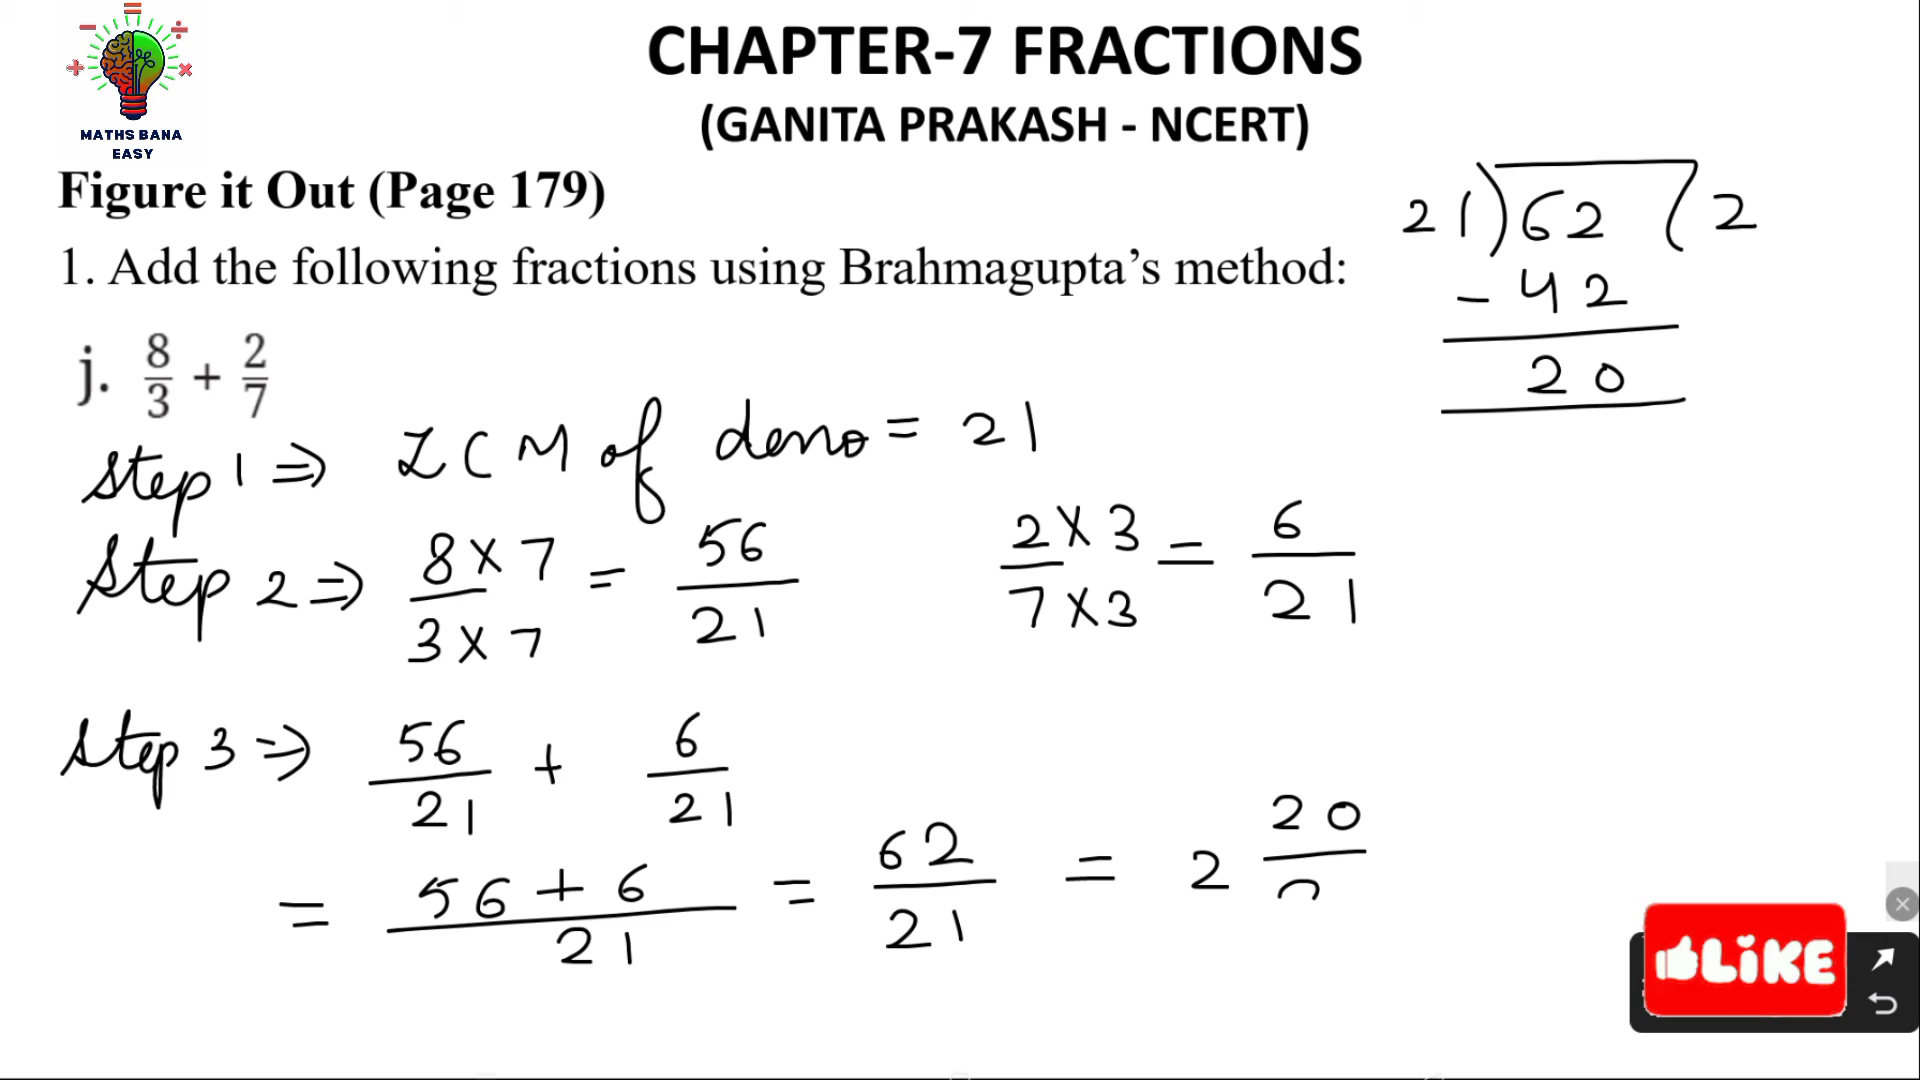 MATHS BANA
EASY
CHAPTER-7 FRACTIONS
(GANITA PRAKASH - NCERT)
Figure it Out (Page 179)
1. Add the following fractions using Brahmagupta’s method:
j. 8/3 + 2/7
21) 62 ( 2
- 42
20
Step 1 ⇒ LCM of deno = 21
Step 2 ⇒ 8 × 7 / 3 × 7 = 56/21
2 × 3 / 7 × 3 = 6/21
Step 3 ⇒ 56/21 + 6/21
= 56 + 6 / 21 = 62/21 = 2 20/
LIKE